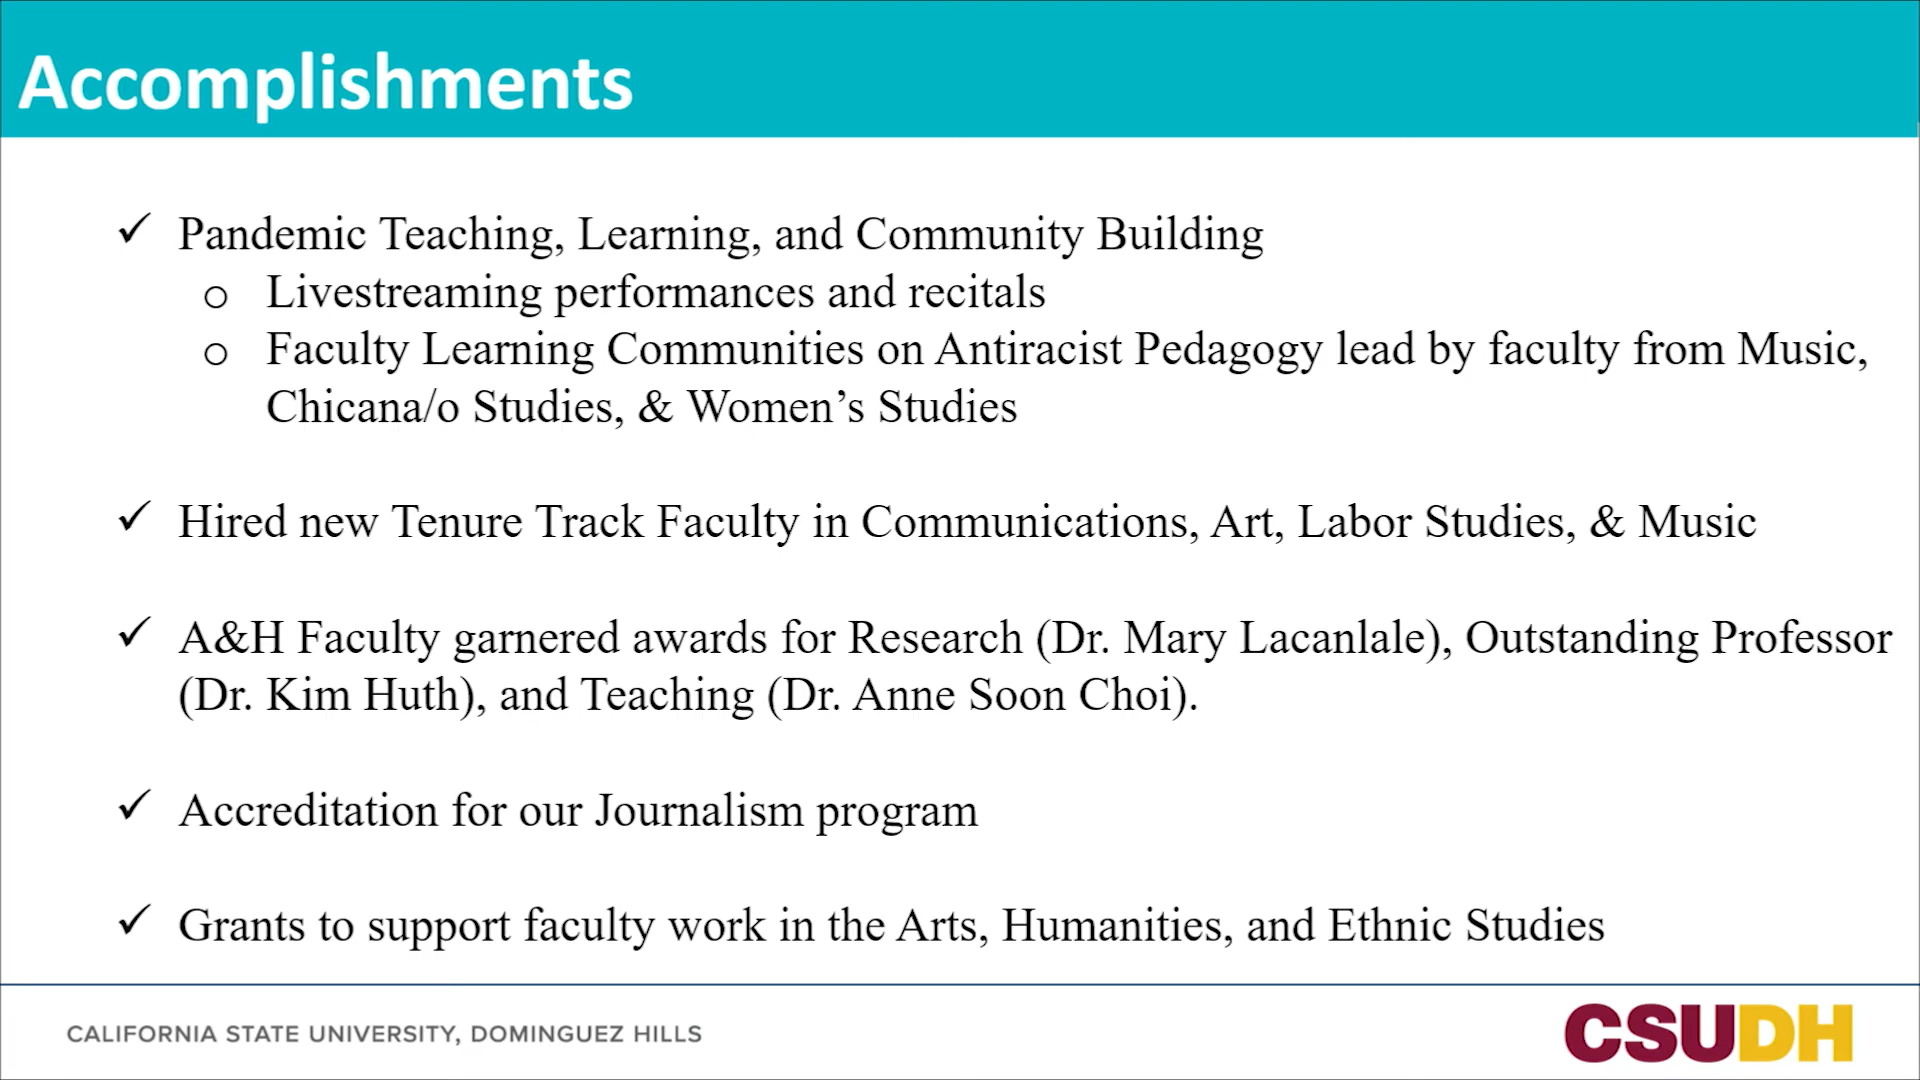 Accomplishments
✓ Pandemic Teaching, Learning, and Community Building
o Livestreaming performances and recitals
o Faculty Learning Communities on Antiracist Pedagogy lead by faculty from Music,
Chicana/o Studies, & Women’s Studies
✓ Hired new Tenure Track Faculty in Communications, Art, Labor Studies, & Music
✓ A&H Faculty garnered awards for Research (Dr. Mary Lacanlale), Outstanding Professor
(Dr. Kim Huth), and Teaching (Dr. Anne Soon Choi).
✓ Accreditation for our Journalism program
✓ Grants to support faculty work in the Arts, Humanities, and Ethnic Studies
CALIFORNIA STATE UNIVERSITY, DOMINGUEZ HILLS
CSUDH